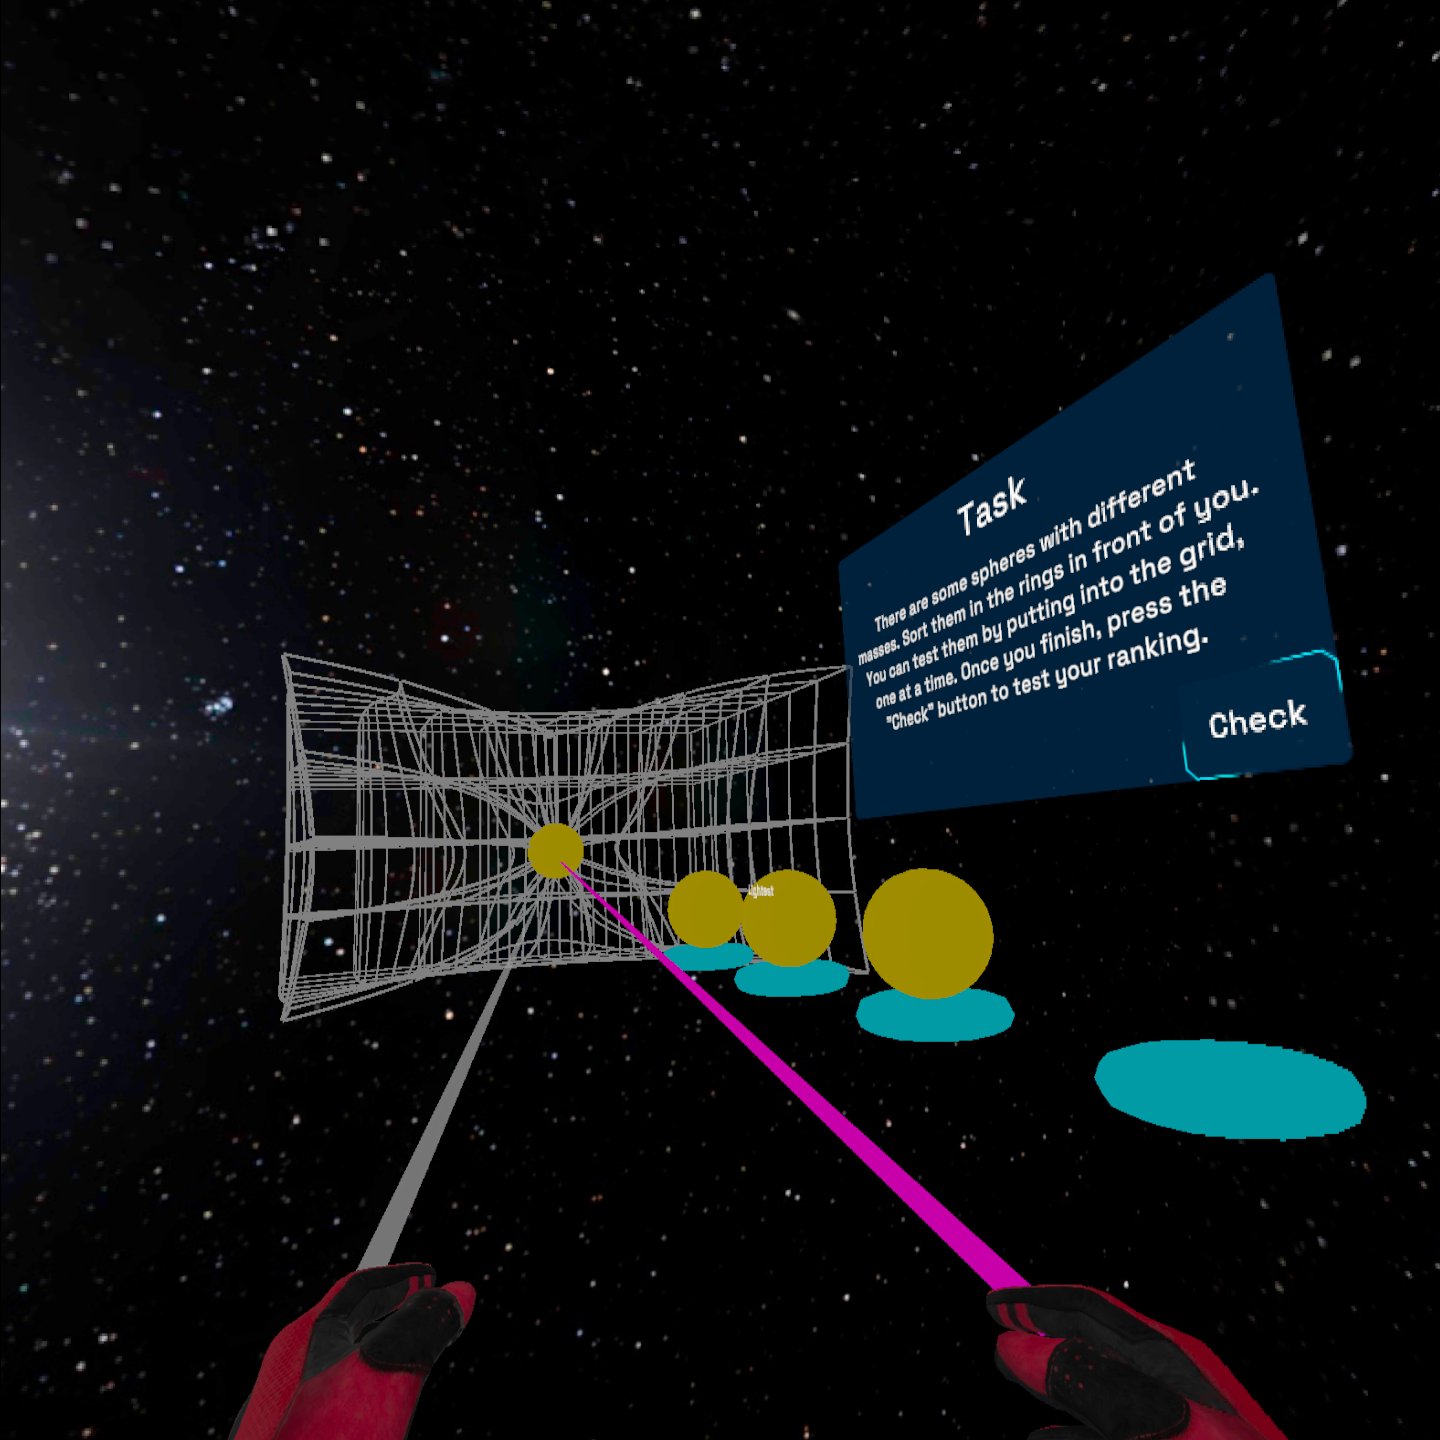 Task
There are some spheres with different
masses. Sort them in the rings in front of you.
You can test them by putting into the grid,
one at a time. Once you finish, press the
"Check" button to test your ranking.
Check
Lightest